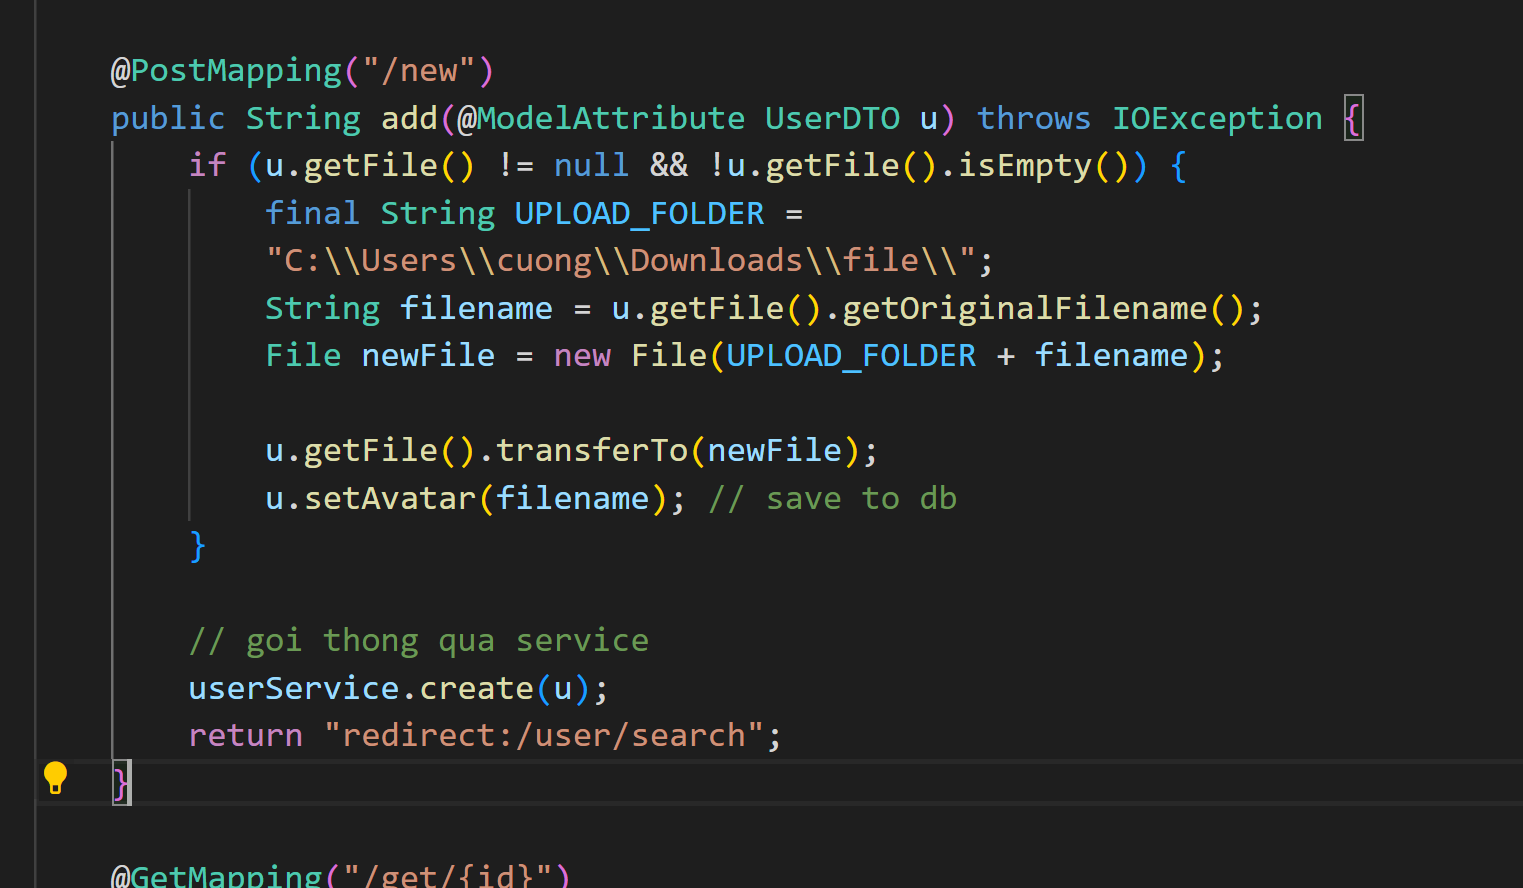 @PostMapping("/new")
public String add(@ModelAttribute UserDTO u) throws IOException {
if (u.getFile() != null && !u.getFile().isEmpty()) {
final String UPLOAD_FOLDER =
"C:\\Users\\cuong\\Downloads\\file\\";
String filename = u.getFile().getOriginalFilename();
File newFile = new File(UPLOAD_FOLDER + filename);
u.getFile().transferTo(newFile);
u.setAvatar(filename); // save to db
}
// goi thong qua service
userService.create(u);
return "redirect:/user/search";
}
@GetMapping("/get/{id}")